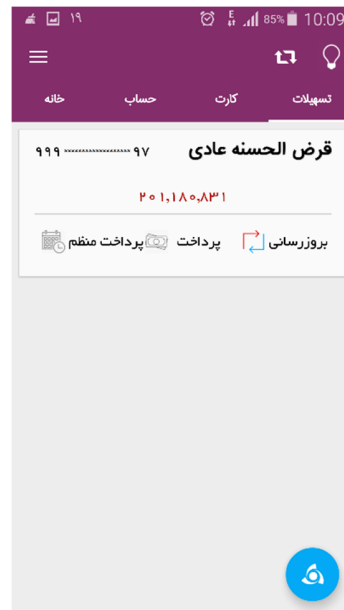 ۱۹ E 85% 10:09
تسهیلات کارت حساب خانه
قرض الحسنه عادی ۹۹۹********************۹۷
۲۰۱,۱۸۰,۸۳۱
بروزرسانی پرداخت پرداخت منظم